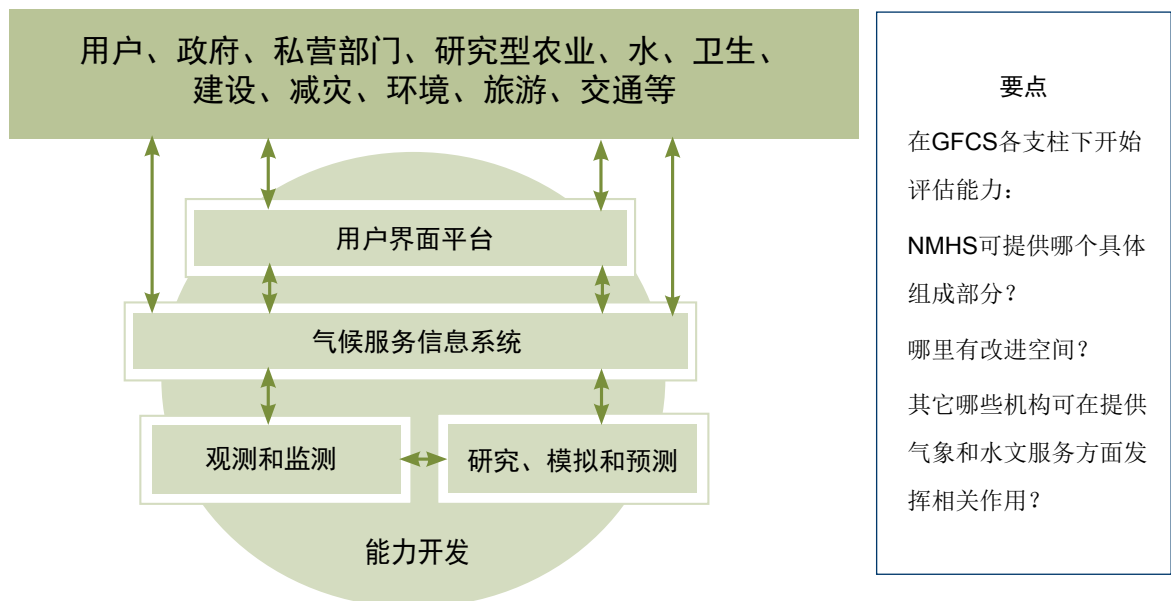 用户、政府、私营部门、研究型农业、水、卫生、
建设、减灾、环境、旅游、交通等
用户界面平台
气候服务信息系统
观测和监测
研究、模拟和预测
能力开发
要点
在GFCS各支柱下开始
评估能力：
NMHS可提供哪个具体
组成部分？
哪里有改进空间？
其它哪些机构可在提供
气象和水文服务方面发
挥相关作用？